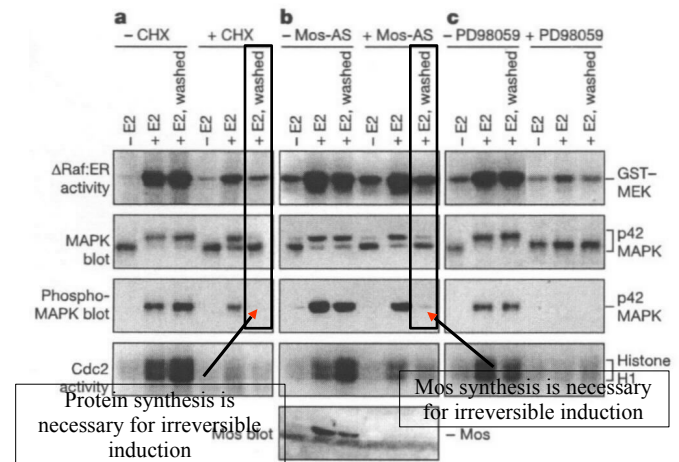 a b c
– CHX + CHX – Mos-AS + Mos-AS – PD98059 + PD98059
– E2 + E2 + E2, washed – E2 + E2 + E2, washed – E2 + E2 + E2, washed – E2 + E2 + E2, washed – E2 + E2 + E2, washed – E2 + E2 + E2, washed
ΔRaf:ER
activity
GST–
MEK
MAPK
blot
p42
MAPK
Phospho-
MAPK blot
p42
MAPK
Cdc2
activity
Histone
H1
Protein synthesis is
necessary for irreversible
induction
Mos synthesis is necessary
for irreversible induction
Mos blot
– Mos